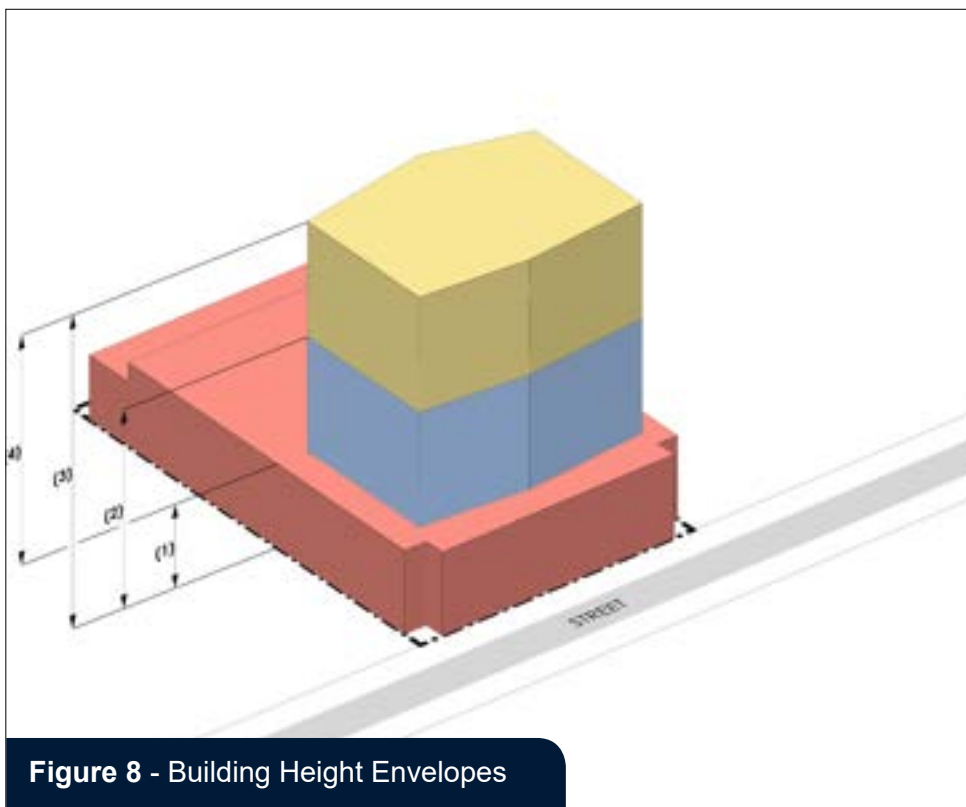 4)
(3)
(2)
(1)
STREET
Figure 8 - Building Height Envelopes